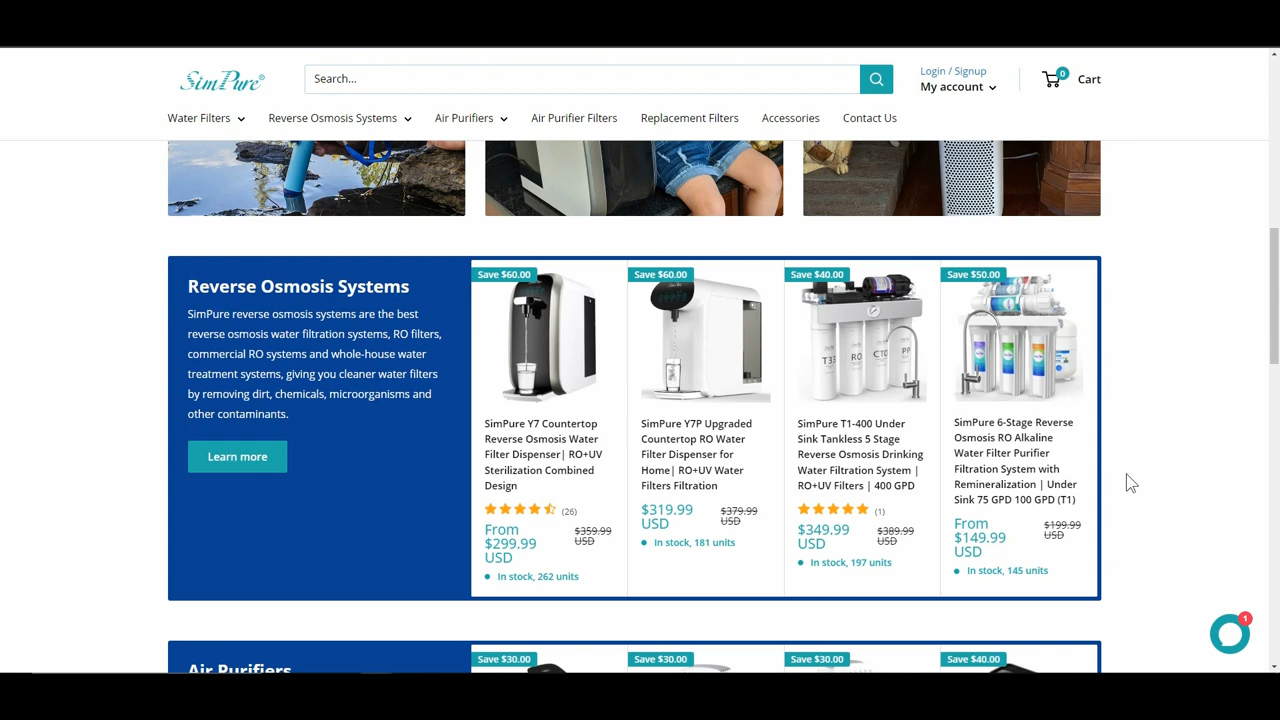 SimPure®
Search...
Login / Signup
My account
0
Cart
Water Filters
Reverse Osmosis Systems
Air Purifiers
Air Purifier Filters
Replacement Filters
Accessories
Contact Us
Reverse Osmosis Systems
SimPure reverse osmosis systems are the best
reverse osmosis water filtration systems, RO filters,
commercial RO systems and whole-house water
treatment systems, giving you cleaner water filters
by removing dirt, chemicals, microorganisms and
other contaminants.
Learn more
Save $60.00
SimPure Y7 Countertop
Reverse Osmosis Water
Filter Dispenser| RO+UV
Sterilization Combined
Design
(26)
From
$299.99
USD
$359.99
USD
In stock, 262 units
Save $60.00
SimPure Y7P Upgraded
Countertop RO Water
Filter Dispenser for
Home| RO+UV Water
Filters Filtration
$319.99
USD
$379.99
USD
In stock, 181 units
Save $40.00
T33
RO
CTO
PP
SimPure T1-400 Under
Sink Tankless 5 Stage
Reverse Osmosis Drinking
Water Filtration System |
RO+UV Filters | 400 GPD
(1)
$349.99
USD
$389.99
USD
In stock, 197 units
Save $50.00
SimPure 6-Stage Reverse
Osmosis RO Alkaline
Water Filter Purifier
Filtration System with
Remineralization | Under
Sink 75 GPD 100 GPD (T1)
From
$149.99
USD
$199.99
USD
In stock, 145 units
1
Air Purifiers
Save $30.00
Save $30.00
Save $30.00
Save $40.00